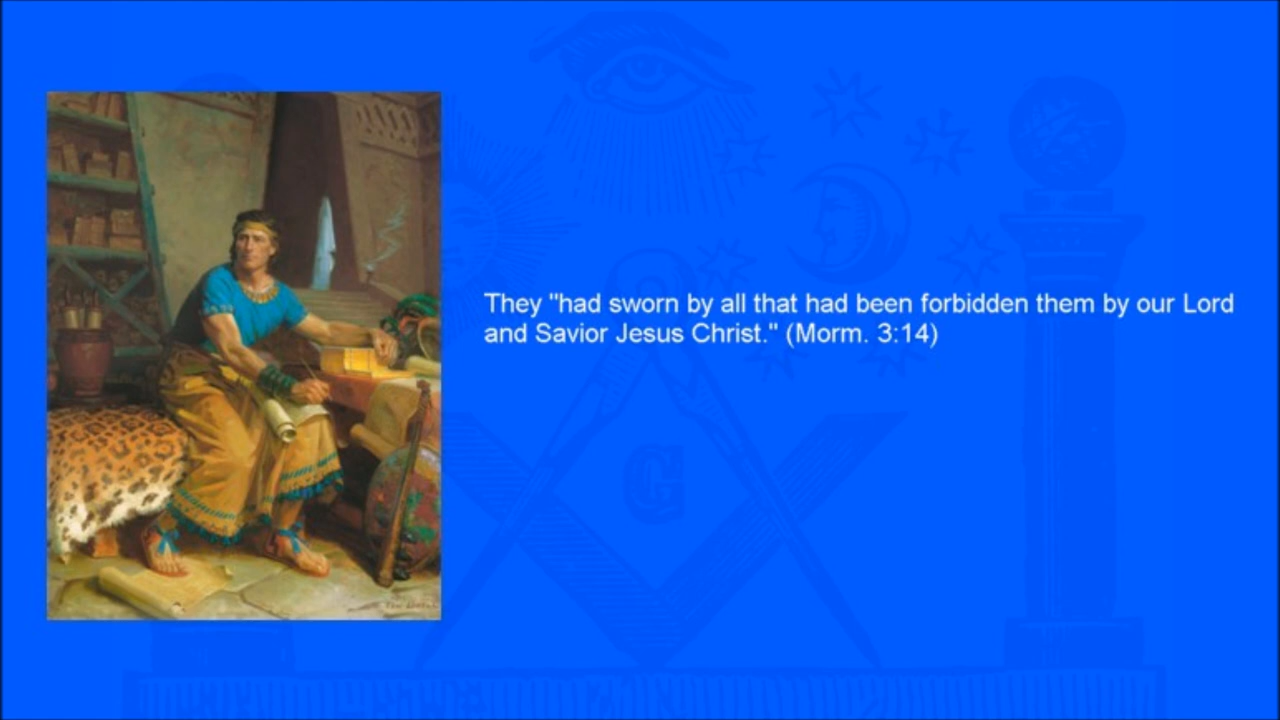 They "had sworn by all that had been forbidden them by our Lord
and Savior Jesus Christ." (Morm. 3:14)
G